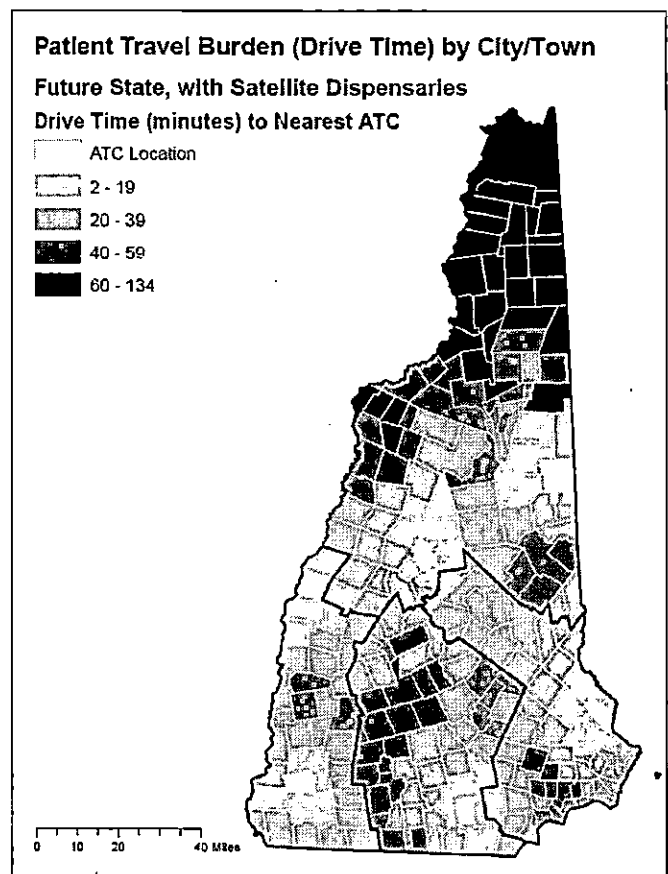 Patient Travel Burden (Drive Time) by City/Town
Future State, with Satellite Dispensaries
Drive Time (minutes) to Nearest ATC
ATC Location
2 - 19
20 - 39
40 - 59
60 - 134
0 10 20 40 Miles